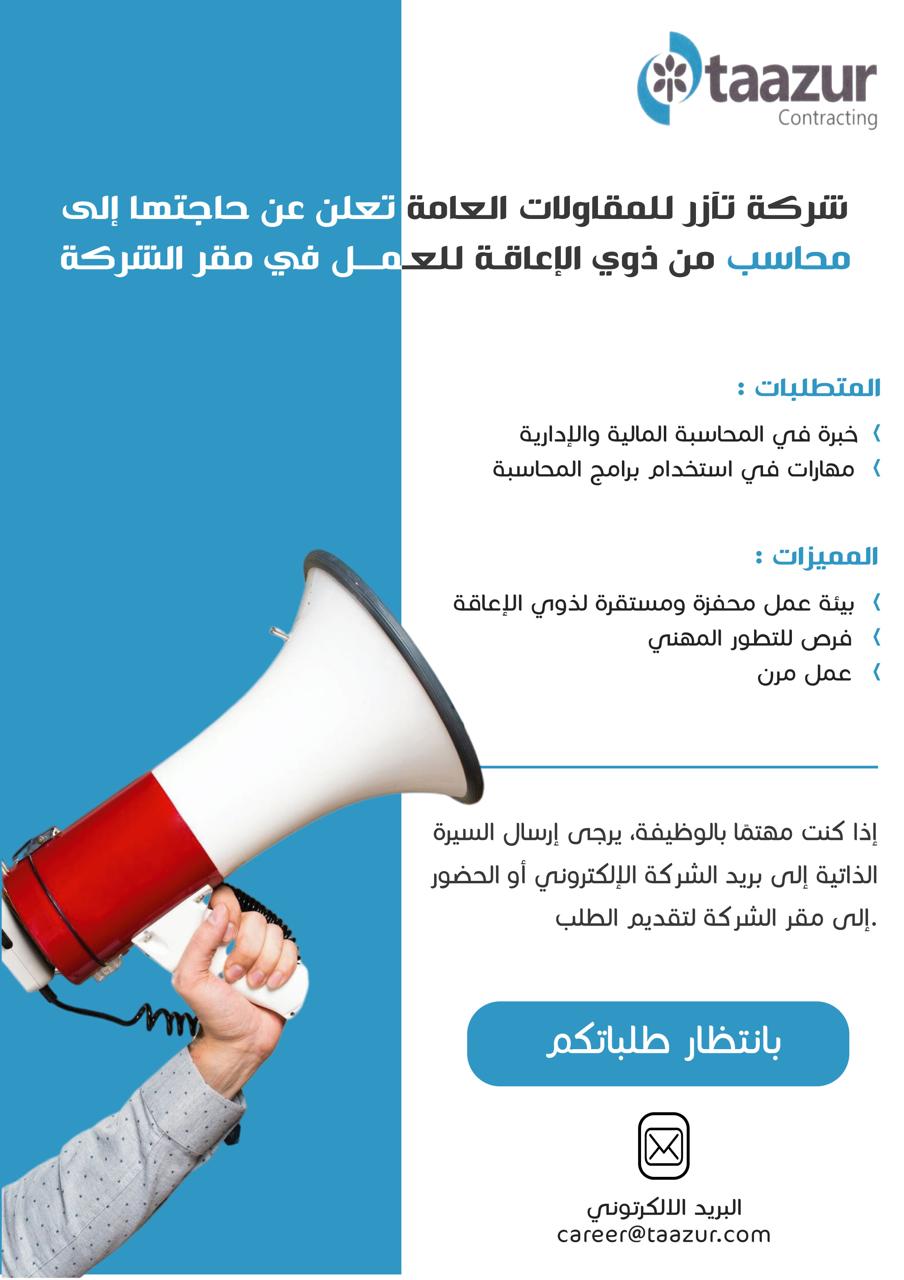 taazur
Contracting
شركة تآزر للمقاولات العامة تعلن عن حاجتها إلى
محاسب من ذوي الإعاقة للعمــل في مقر الشركة
المتطلبات :
⟨ خبرة في المحاسبة المالية والإدارية
⟨ مهارات في استخدام برامج المحاسبة
المميزات :
⟨ بيئة عمل محفزة ومستقرة لذوي الإعاقة
⟨ فرص للتطور المهني
⟨ عمل مرن
إذا كنت مهتمًا بالوظيفة، يرجى إرسال السيرة
الذاتية إلى بريد الشركة الإلكتروني أو الحضور
.إلى مقر الشركة لتقديم الطلب
بانتظار طلباتكم
البريد الالكرتوني
career@taazur.com